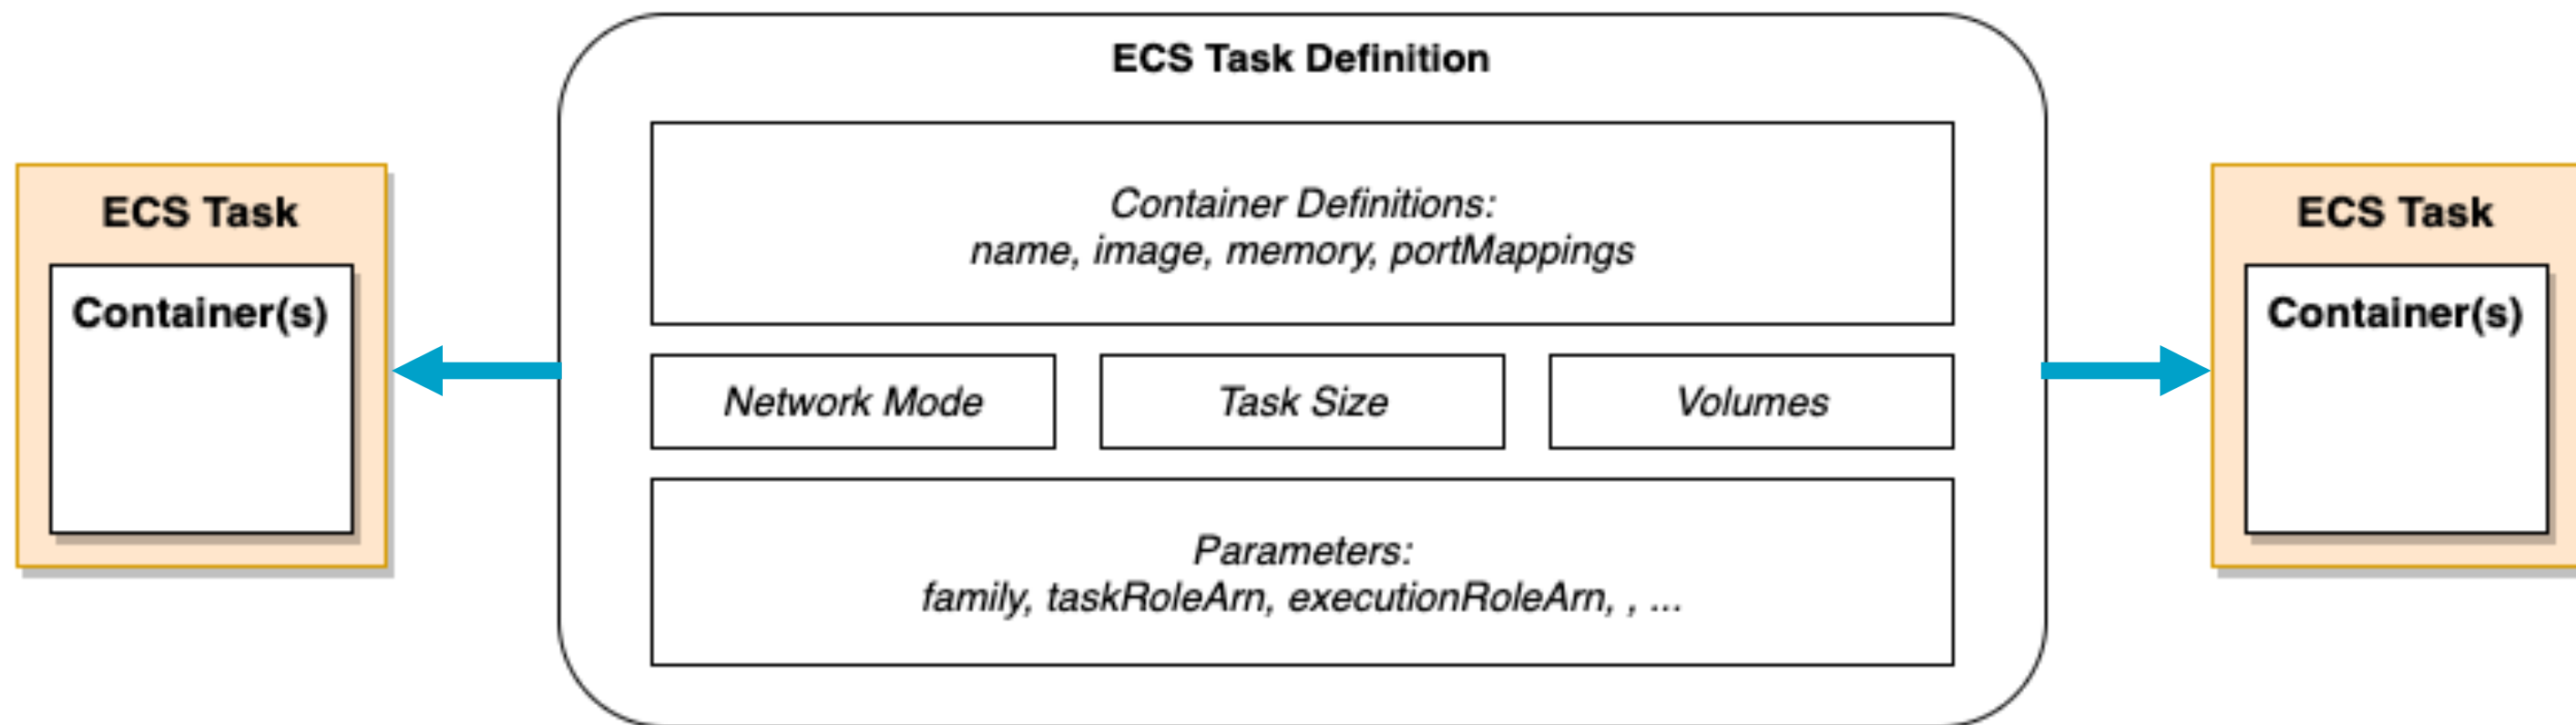 ECS Task Definition
Container Definitions:
name, image, memory, portMappings
ECS Task
Container(s)
Network Mode
Task Size
Volumes
Parameters:
family, taskRoleArn, executionRoleArn, , ...
ECS Task
Container(s)